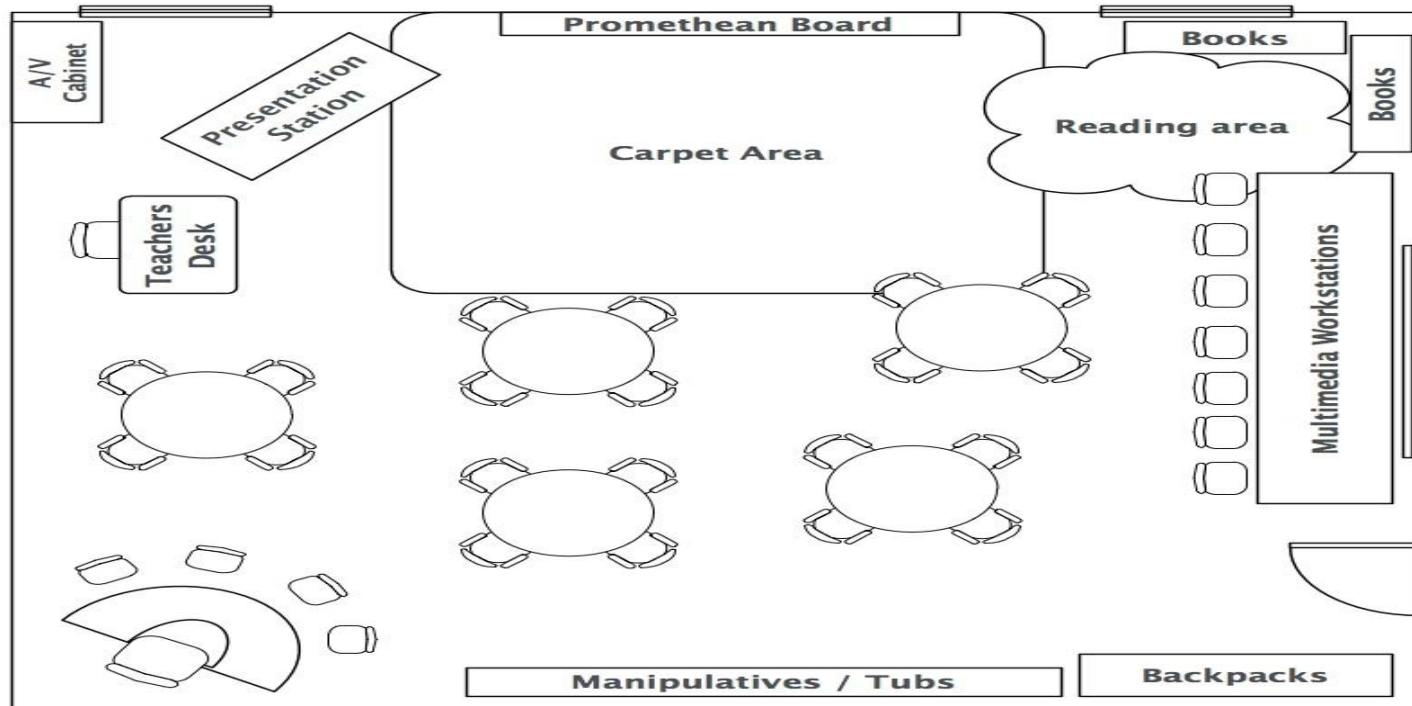 Promethean Board
Books
A/V
Cabinet
Presentation
Station
Books
Reading area
Carpet Area
Teachers
Desk
Multimedia Workstations
Manipulatives / Tubs
Backpacks